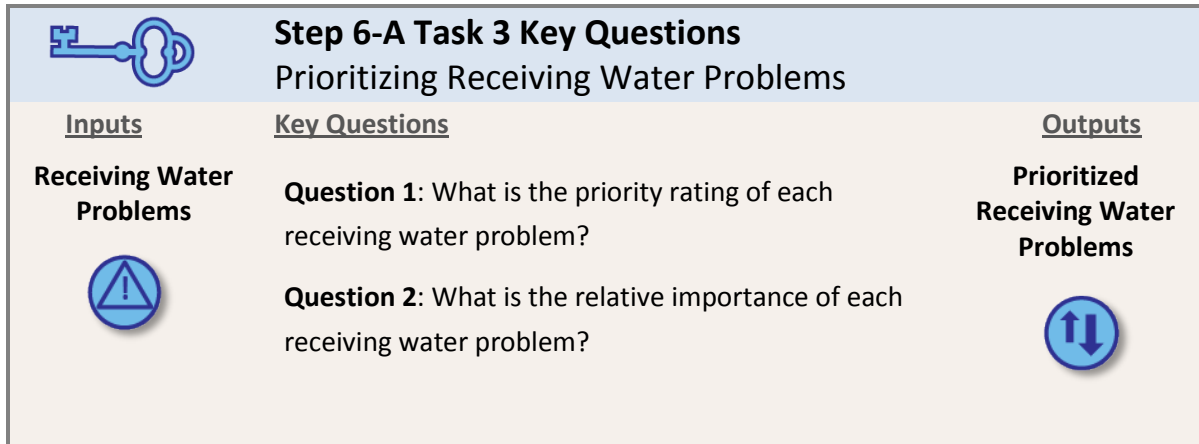 Step 6-A Task 3 Key Questions
Prioritizing Receiving Water Problems
Inputs
Key Questions
Outputs
Receiving Water
Problems
Question 1: What is the priority rating of each
receiving water problem?
Question 2: What is the relative importance of each
receiving water problem?
Prioritized
Receiving Water
Problems